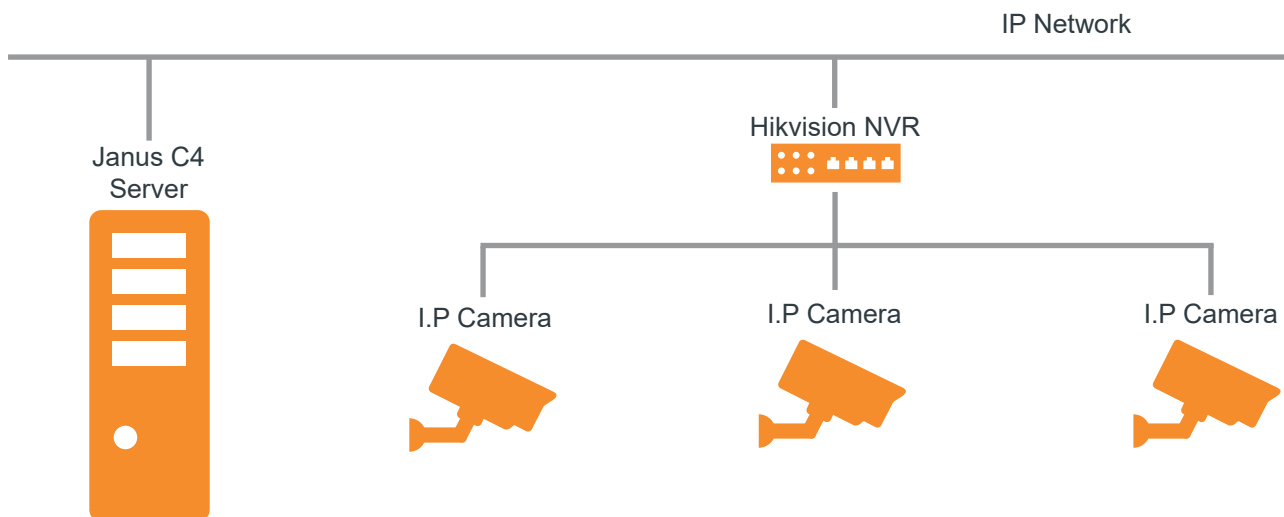 IP Network
Hikvision NVR
Janus C4
Server
I.P Camera
I.P Camera
I.P Camera